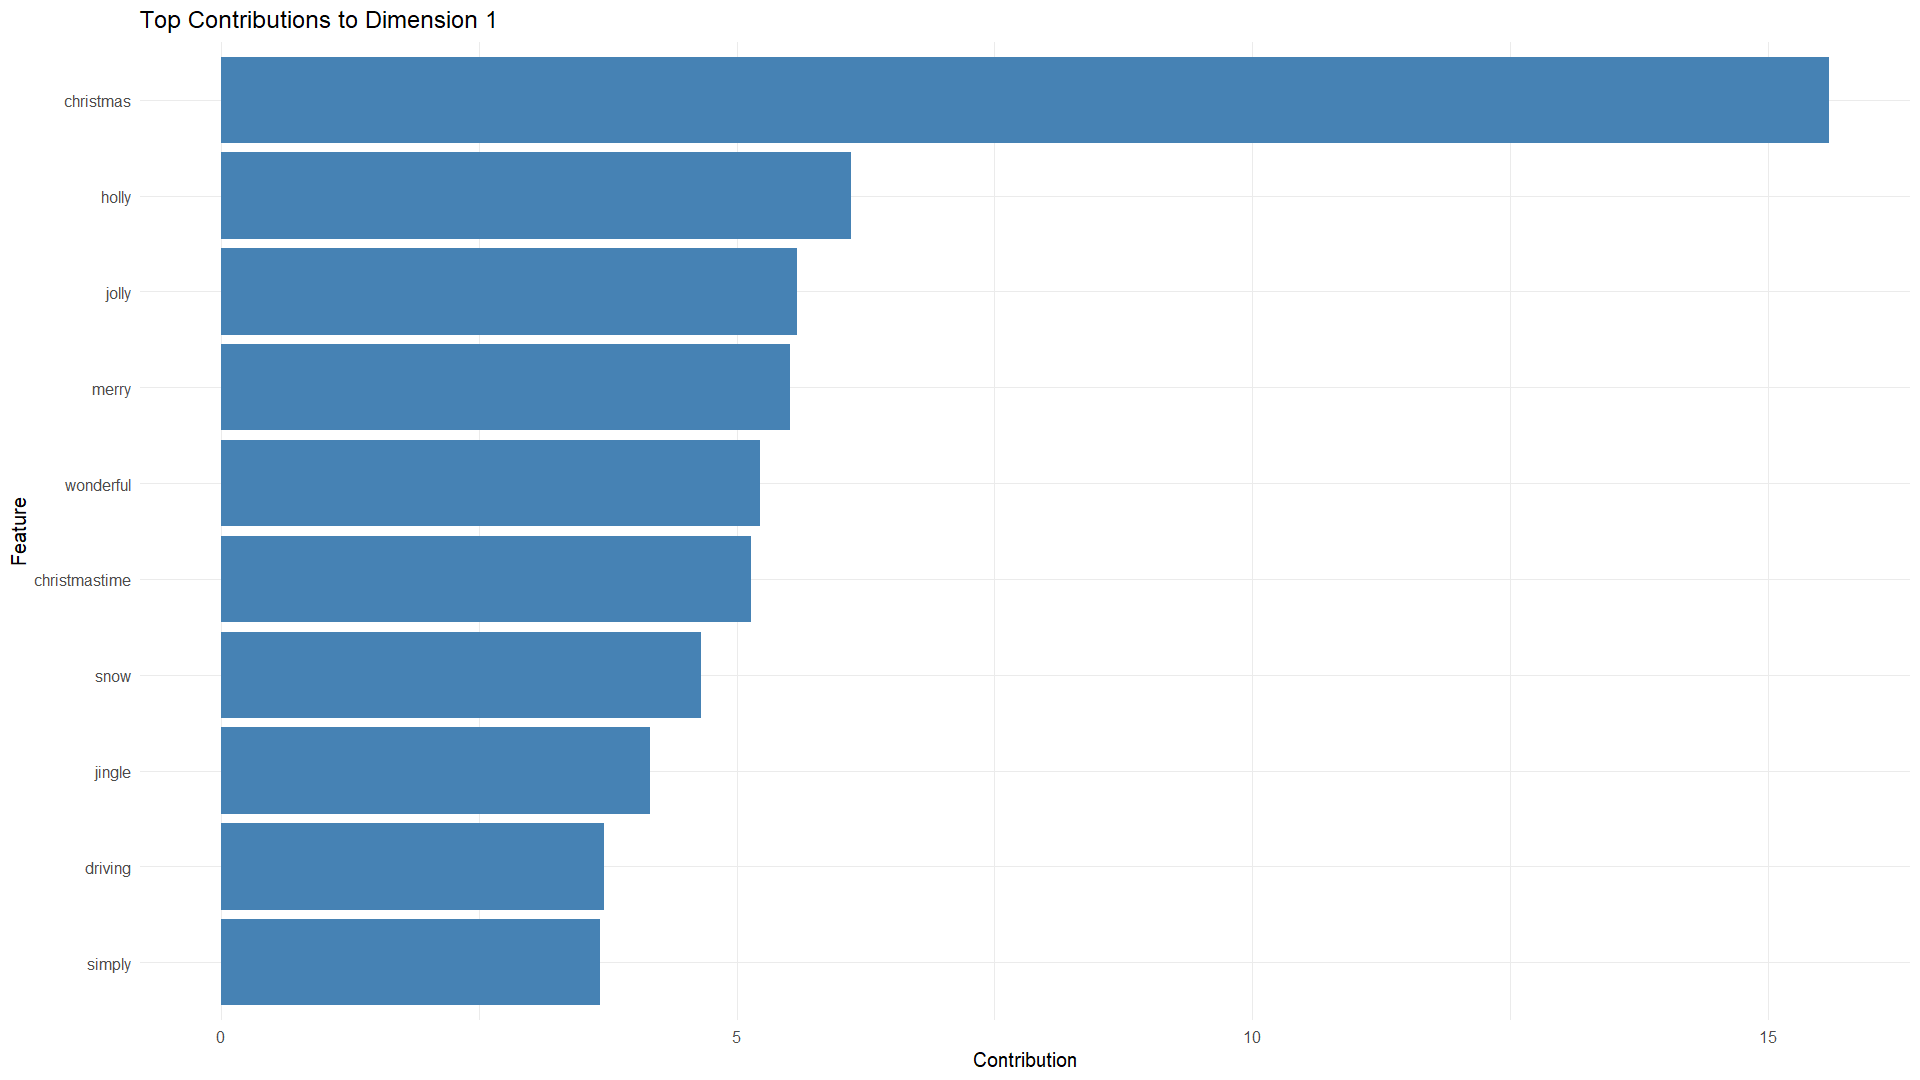 Top Contributions to Dimension 1
christmas
holly
jolly
merry
wonderful
christmastime
snow
jingle
driving
simply
Feature
0 5 10 15
Contribution